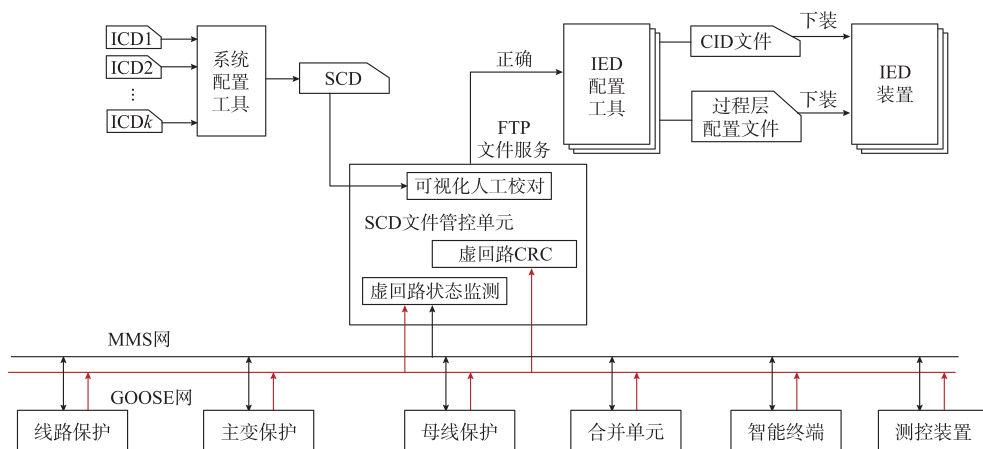 ICD1
ICD2
⋮
ICDk
系统
配置
工具
SCD
正确
FTP
文件服务
IED
配置
工具
CID文件
过程层
配置文件
下装
下装
IED
装置
可视化人工校对
SCD文件管控单元
虚回路CRC
虚回路状态监测
MMS网
GOOSE网
线路保护
主变保护
母线保护
合并单元
智能终端
测控装置